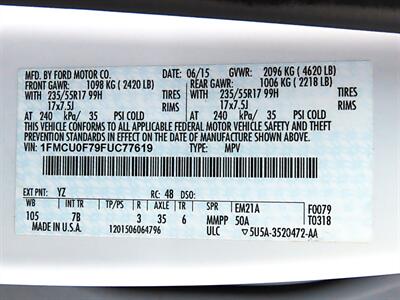 MFD. BY FORD MOTOR CO. 06/15 GVWR: 2096 KG ( 4620 LB)
FRONT GAWR: 1098 KG ( 2420 LB) REAR GAWR: 1006 KG ( 2218 LB)
WITH 235/55R17 99H TIRES WITH 235/55R17 99H TIRES
17x7.5J RIMS 17x7.5J RIMS
AT 240 kPa/ 35 PSI COLD AT 240 kPa/ 35 PSI COLD
THIS VEHICLE CONFORMS TO ALL APPLICABLE FEDERAL MOTOR VEHICLE SAFETY, BUMPER, AND
THEFT PREVENTION STANDARDS IN EFFECT ON THE DATE OF MANUFACTURE SHOWN ABOVE.
VIN: 1FMCU0F79FUC77619 TYPE: MPV
EXT PNT: YZ RC: 48 DSO:
WB BRK INT TR TP/PS R AXLE TR SPR EM21A F0079
105 7B 3 35 6 MMPP 50A T0318
MADE IN U.S.A. 1201506064796 ULC 5U5A-3520472-AA